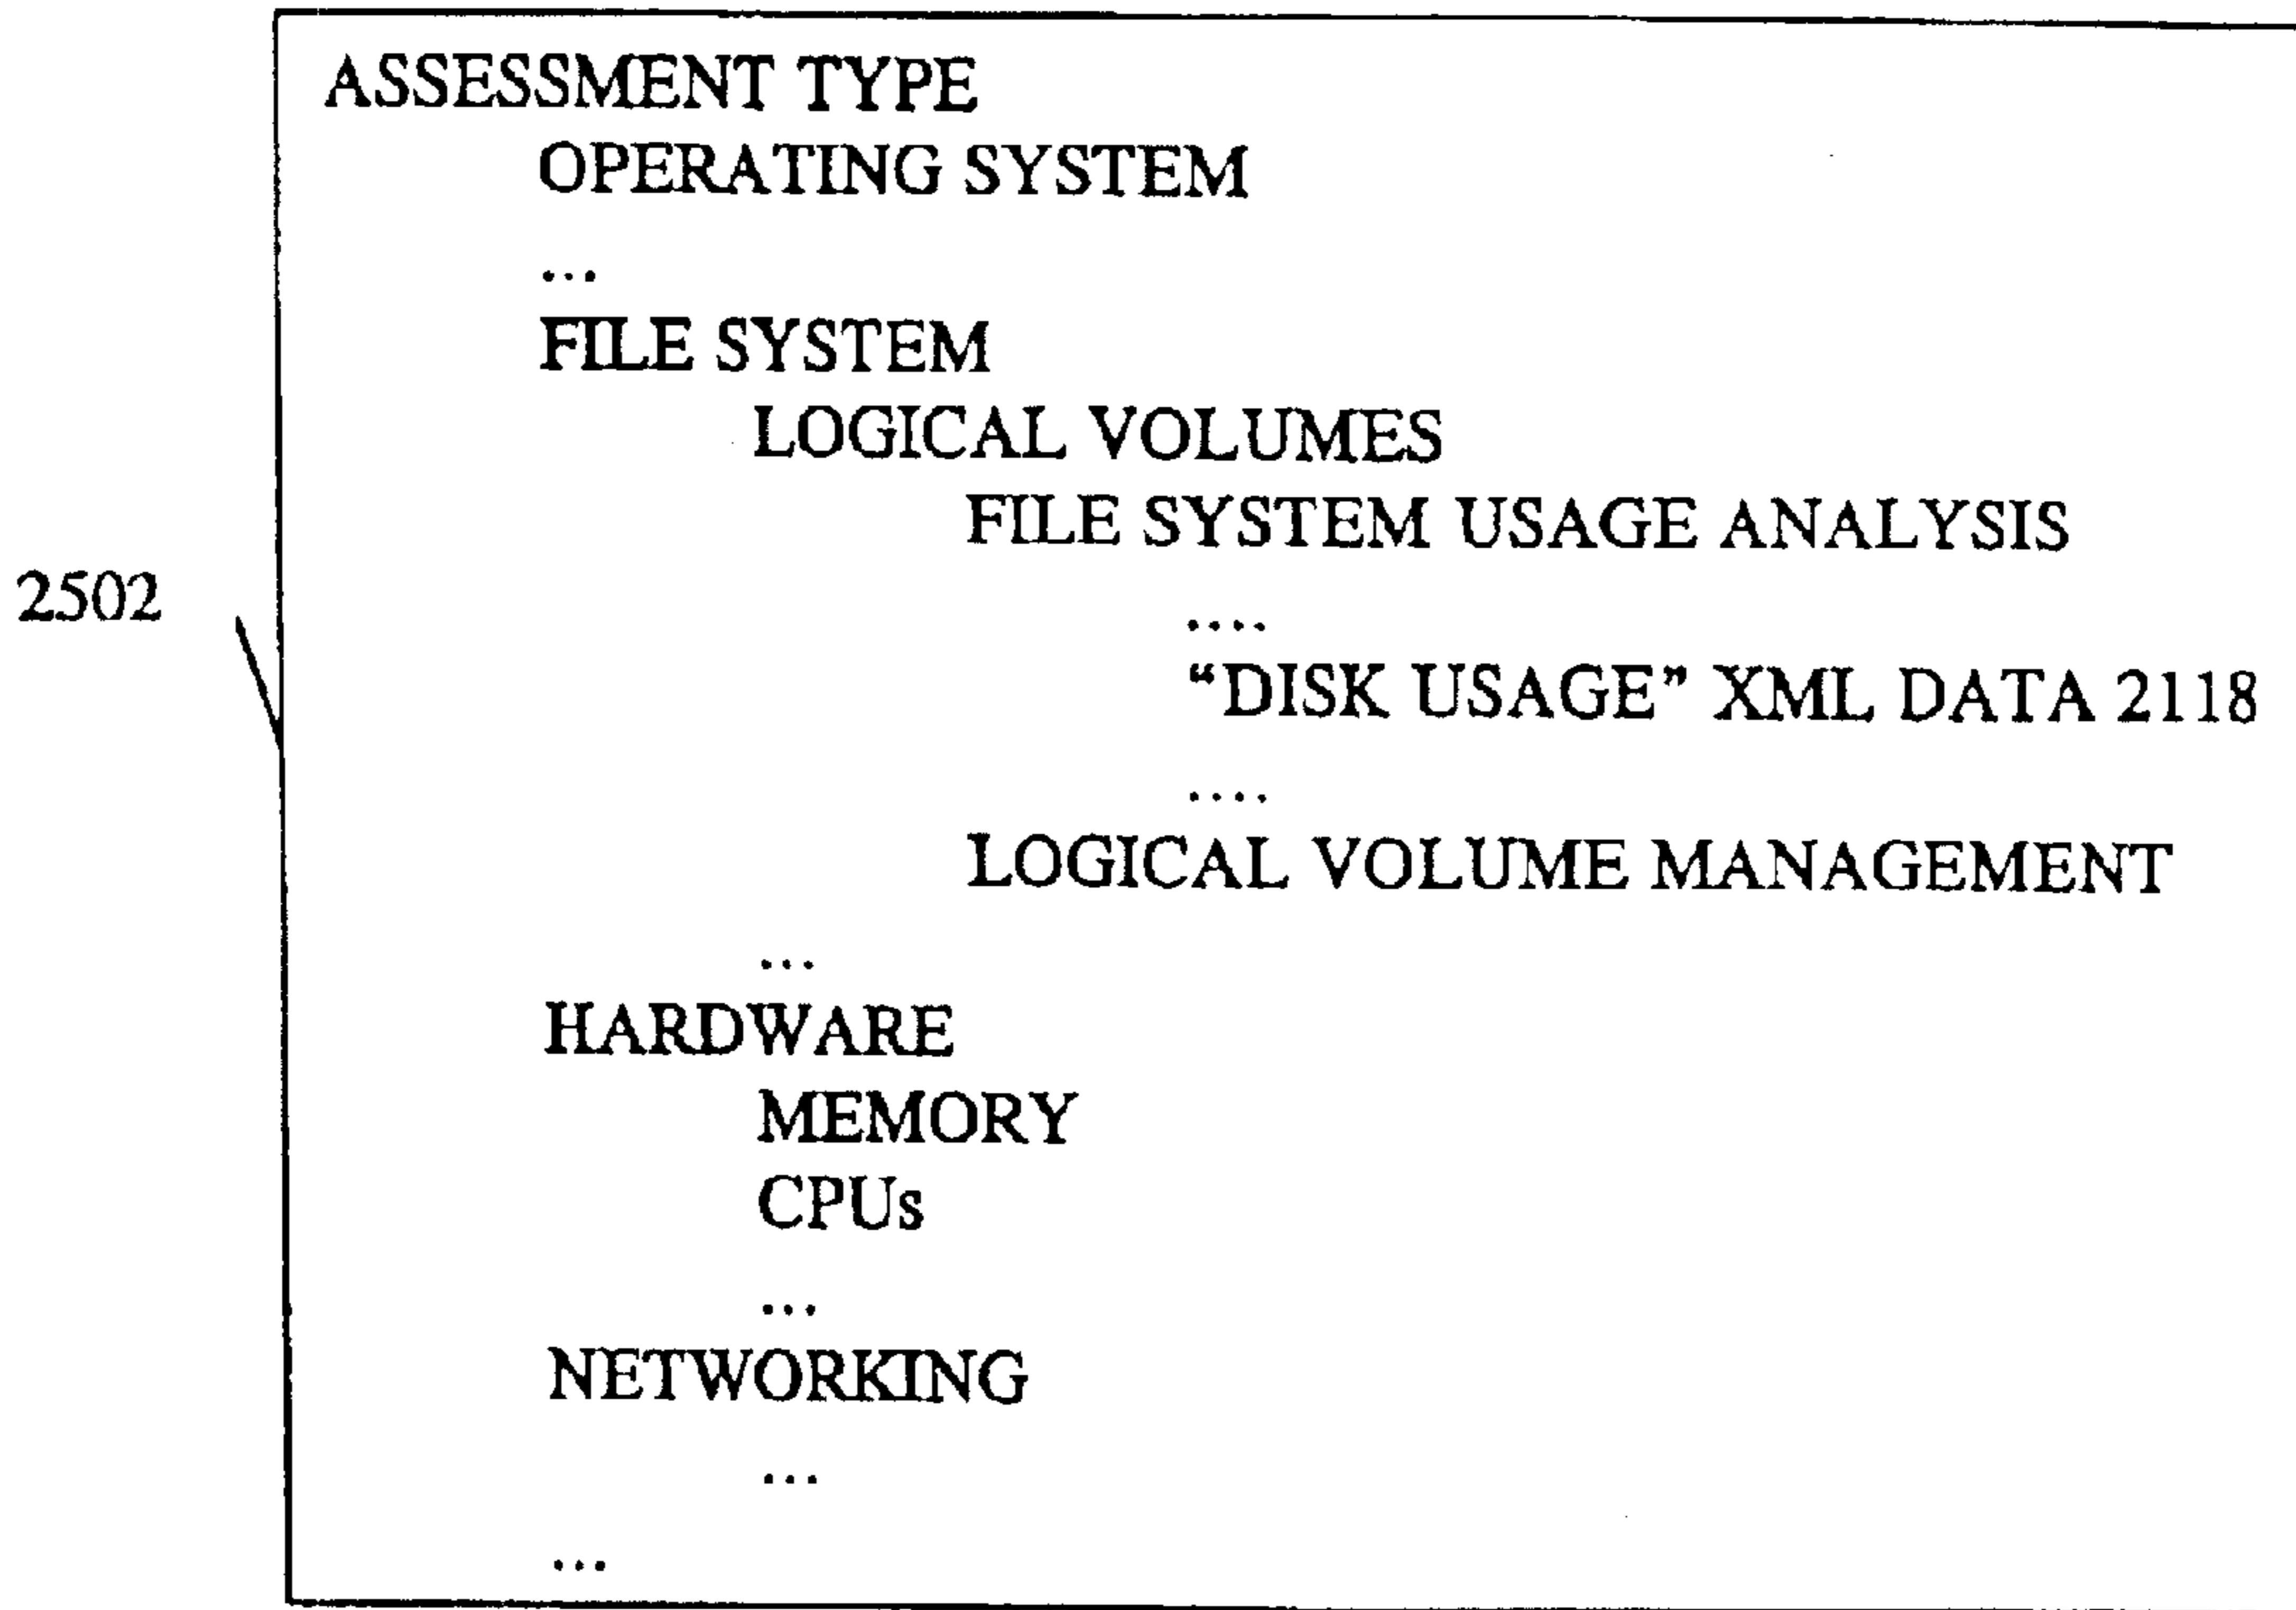 ASSESSMENT TYPE
OPERATING SYSTEM
...
FILE SYSTEM
LOGICAL VOLUMES
FILE SYSTEM USAGE ANALYSIS
2502
....
“DISK USAGE” XML DATA 2118
....
LOGICAL VOLUME MANAGEMENT
...
HARDWARE
MEMORY
CPUs
...
NETWORKING
...
...